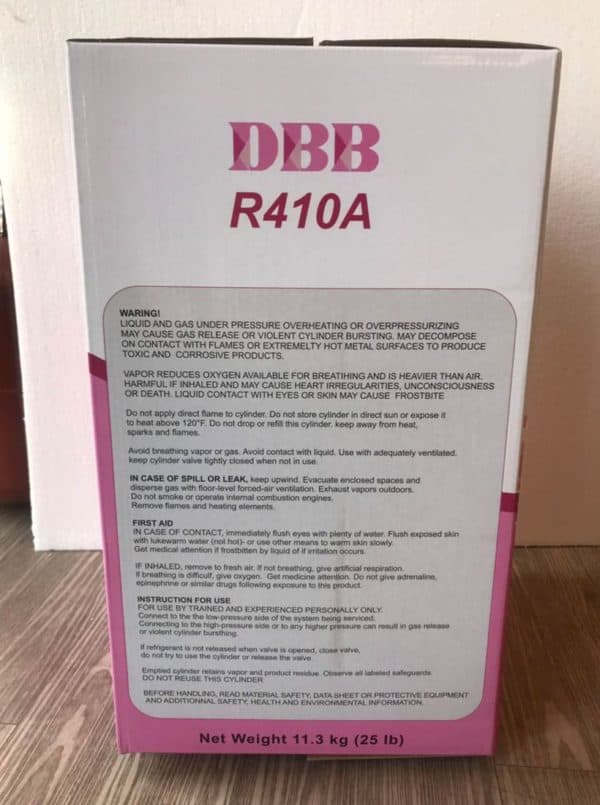 DBB
R410A
WARING!
LIQUID AND GAS UNDER PRESSURE OVERHEATING OR OVERPRESSURIZING
MAY CAUSE GAS RELEASE OR VIOLENT CYLINDER BURSTING. MAY DECOMPOSE
ON CONTACT WITH FLAMES OR EXTREMELTY HOT METAL SURFACES TO PRODUCE
TOXIC AND CORROSIVE PRODUCTS.
VAPOR REDUCES OXYGEN AVAILABLE FOR BREATIHING AND IS HEAVIER THAN AIR.
HARMFUL IF INHALED AND MAY CAUSE HEART IRREGULARITIES, UNCONSCIOUSNESS
OR DEATH. LIQUID CONTACT WITH EYES OR SKIN MAY CAUSE FROSTBITE
Do not apply direct flame to cylinder. Do not store cylinder in direct sun or expose it
to heat above 120°F. Do not drop or refill this cylinder. keep away from heat,
sparks and flames.
Avoid breathing vapor or gas. Avoid contact with liquid. Use with adequately ventilated.
keep cylinder valve tightly closed when not in use.
IN CASE OF SPILL OR LEAK, keep upwind. Evacuate enclosed spaces and
disperse gas with floor-level forced-air ventilation. Exhaust vapors outdoors.
Do not smoke or operate internal combustion engines.
Remove flames and heating elements.
FIRST AID
IN CASE OF CONTACT, immediately flush eyes with plenty of water. Flush exposed skin
with lukewarm water (not hot)- or use other means to warm skin slowly.
Get medical attention if frostbitten by liquid of if irritation occurs.
IF INHALED, remove to fresh air. If not breathing, give artificial respiration.
If breathing is difficulf, give oxygen. Get medicine attention. Do not give adrenaline,
epinephrine or similar drugs following exposure to this product.
INSTRUCTION FOR USE
FOR USE BY TRAINED AND EXPERIENCED PERSONALLY ONLY.
Connect to the the low-pressure side of the system being serviced.
Connecting to the high-pressure side or to any higher pressure can result in gas release
or violent cylinder bursthing.
If refrigerant is not released when valve is opened, close valve,
do not try to use the cylinder or release the valve
Emptied cylinder retains vapor and product residue. Observe all labeled safeguards
DO NOT REUSE THIS CYLINDER
BEFORE HANDLING, READ MATERIAL SAFETY, DATA SHEET OR PROTECTIVE EQUIPMENT
AND ADDITIONNAL SAFETY, HEALTH AND ENVIRONMENTAL INFORMATION.
Net Weight 11.3 kg (25 lb)